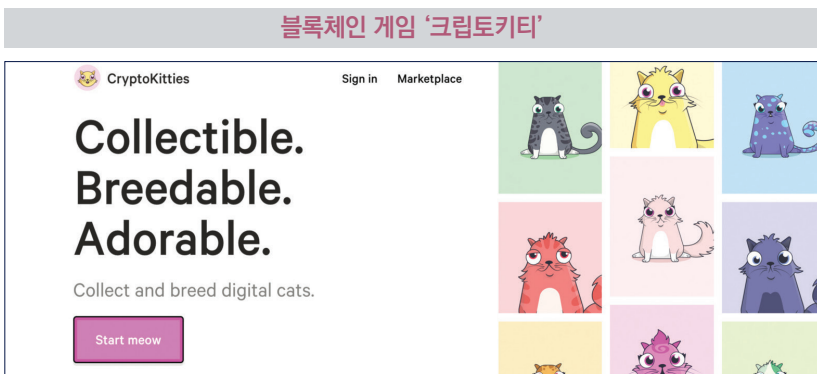 블록체인 게임 ‘크립토키티’
CryptoKitties
Sign in Marketplace
Collectible.
Breedable.
Adorable.
Collect and breed digital cats.
Start meow